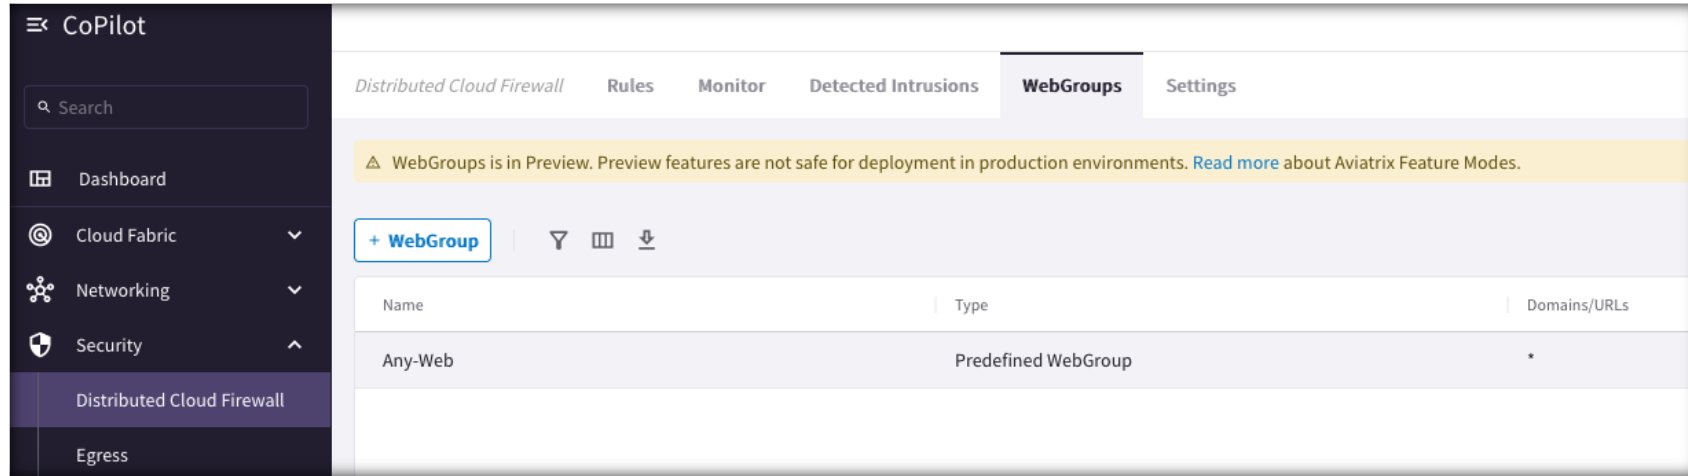 CoPilot
Search
Dashboard
Cloud Fabric
Networking
Security
Distributed Cloud Firewall
Egress
Distributed Cloud Firewall Rules Monitor Detected Intrusions WebGroups Settings
WebGroups is in Preview. Preview features are not safe for deployment in production environments. Read more about Aviatrix Feature Modes.
+ WebGroup
Name Type Domains/URLs
Any-Web Predefined WebGroup *